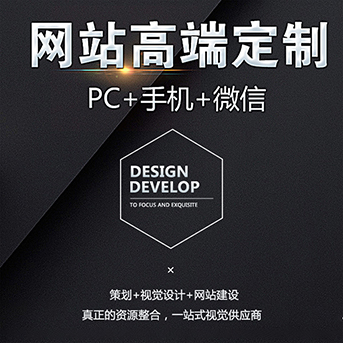 网站高端定制
PC+手机+微信
DESIGN
DEVELOP
TO FOCUS AND EXQUISITE
×
策划+视觉设计+网站建设
真正的资源整合，一站式视觉供应商